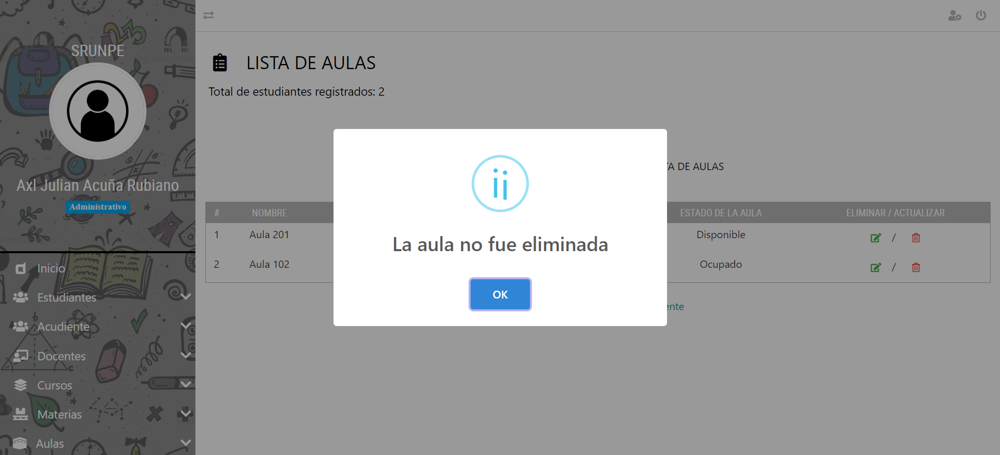 SRUNPE
Axl Julian Acuña Rubiano
Administrativo
Inicio
Estudiantes
Acudiente
Docentes
Cursos
Materias
Aulas
LISTA DE AULAS
Total de estudiantes registrados: 2
TA DE AULAS
# NOMBRE ESTADO DE LA AULA ELIMINAR / ACTUALIZAR
1 Aula 201 Disponible /
2 Aula 102 Ocupado /
ente
¡¡
La aula no fue eliminada
OK